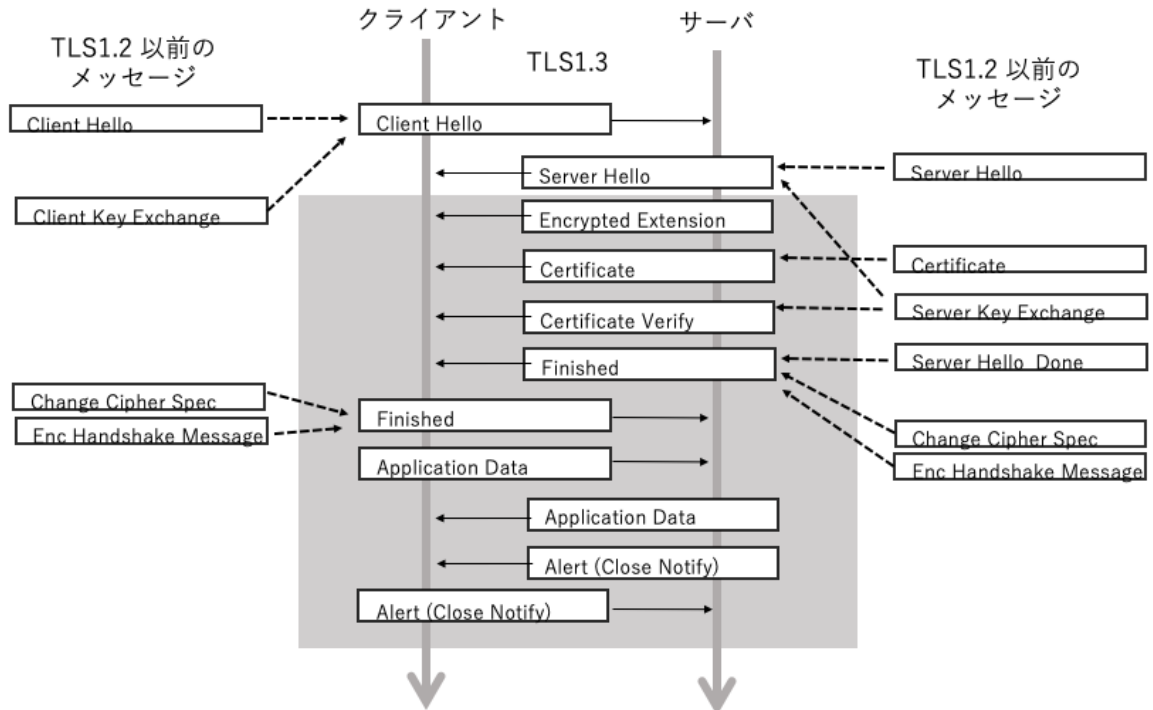 クライアント
サーバ
TLS1.2 以前の
メッセージ
TLS1.3
TLS1.2 以前の
メッセージ
Client Hello
Client Hello
Server Hello
Server Hello
Client Key Exchange
Encrypted Extension
Certificate
Certificate
Certificate Verify
Server Key Exchange
Finished
Server Hello Done
Change Cipher Spec
Enc Handshake Message
Finished
Change Cipher Spec
Enc Handshake Message
Application Data
Application Data
Alert (Close Notify)
Alert (Close Notify)